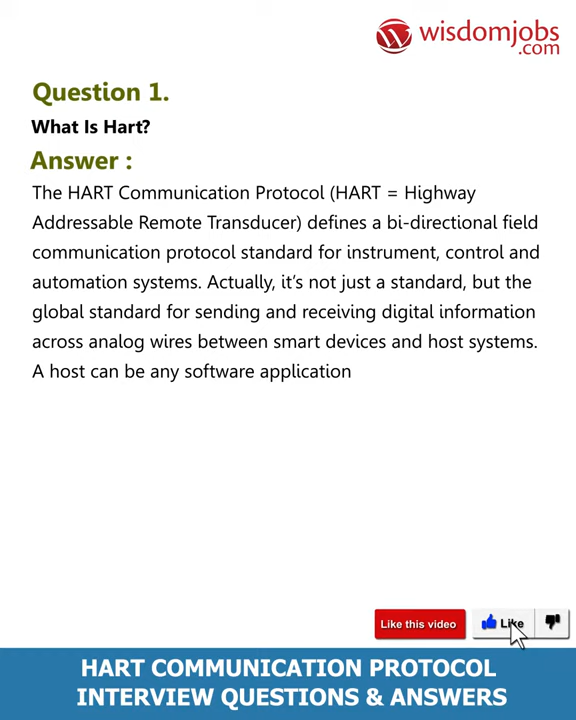 wisdomjobs
.com
Question 1.
What Is Hart?
Answer :
The HART Communication Protocol (HART = Highway
Addressable Remote Transducer) defines a bi-directional field
communication protocol standard for instrument, control and
automation systems. Actually, it’s not just a standard, but the
global standard for sending and receiving digital information
across analog wires between smart devices and host systems.
A host can be any software application
Like this video
Like
HART COMMUNICATION PROTOCOL
INTERVIEW QUESTIONS & ANSWERS